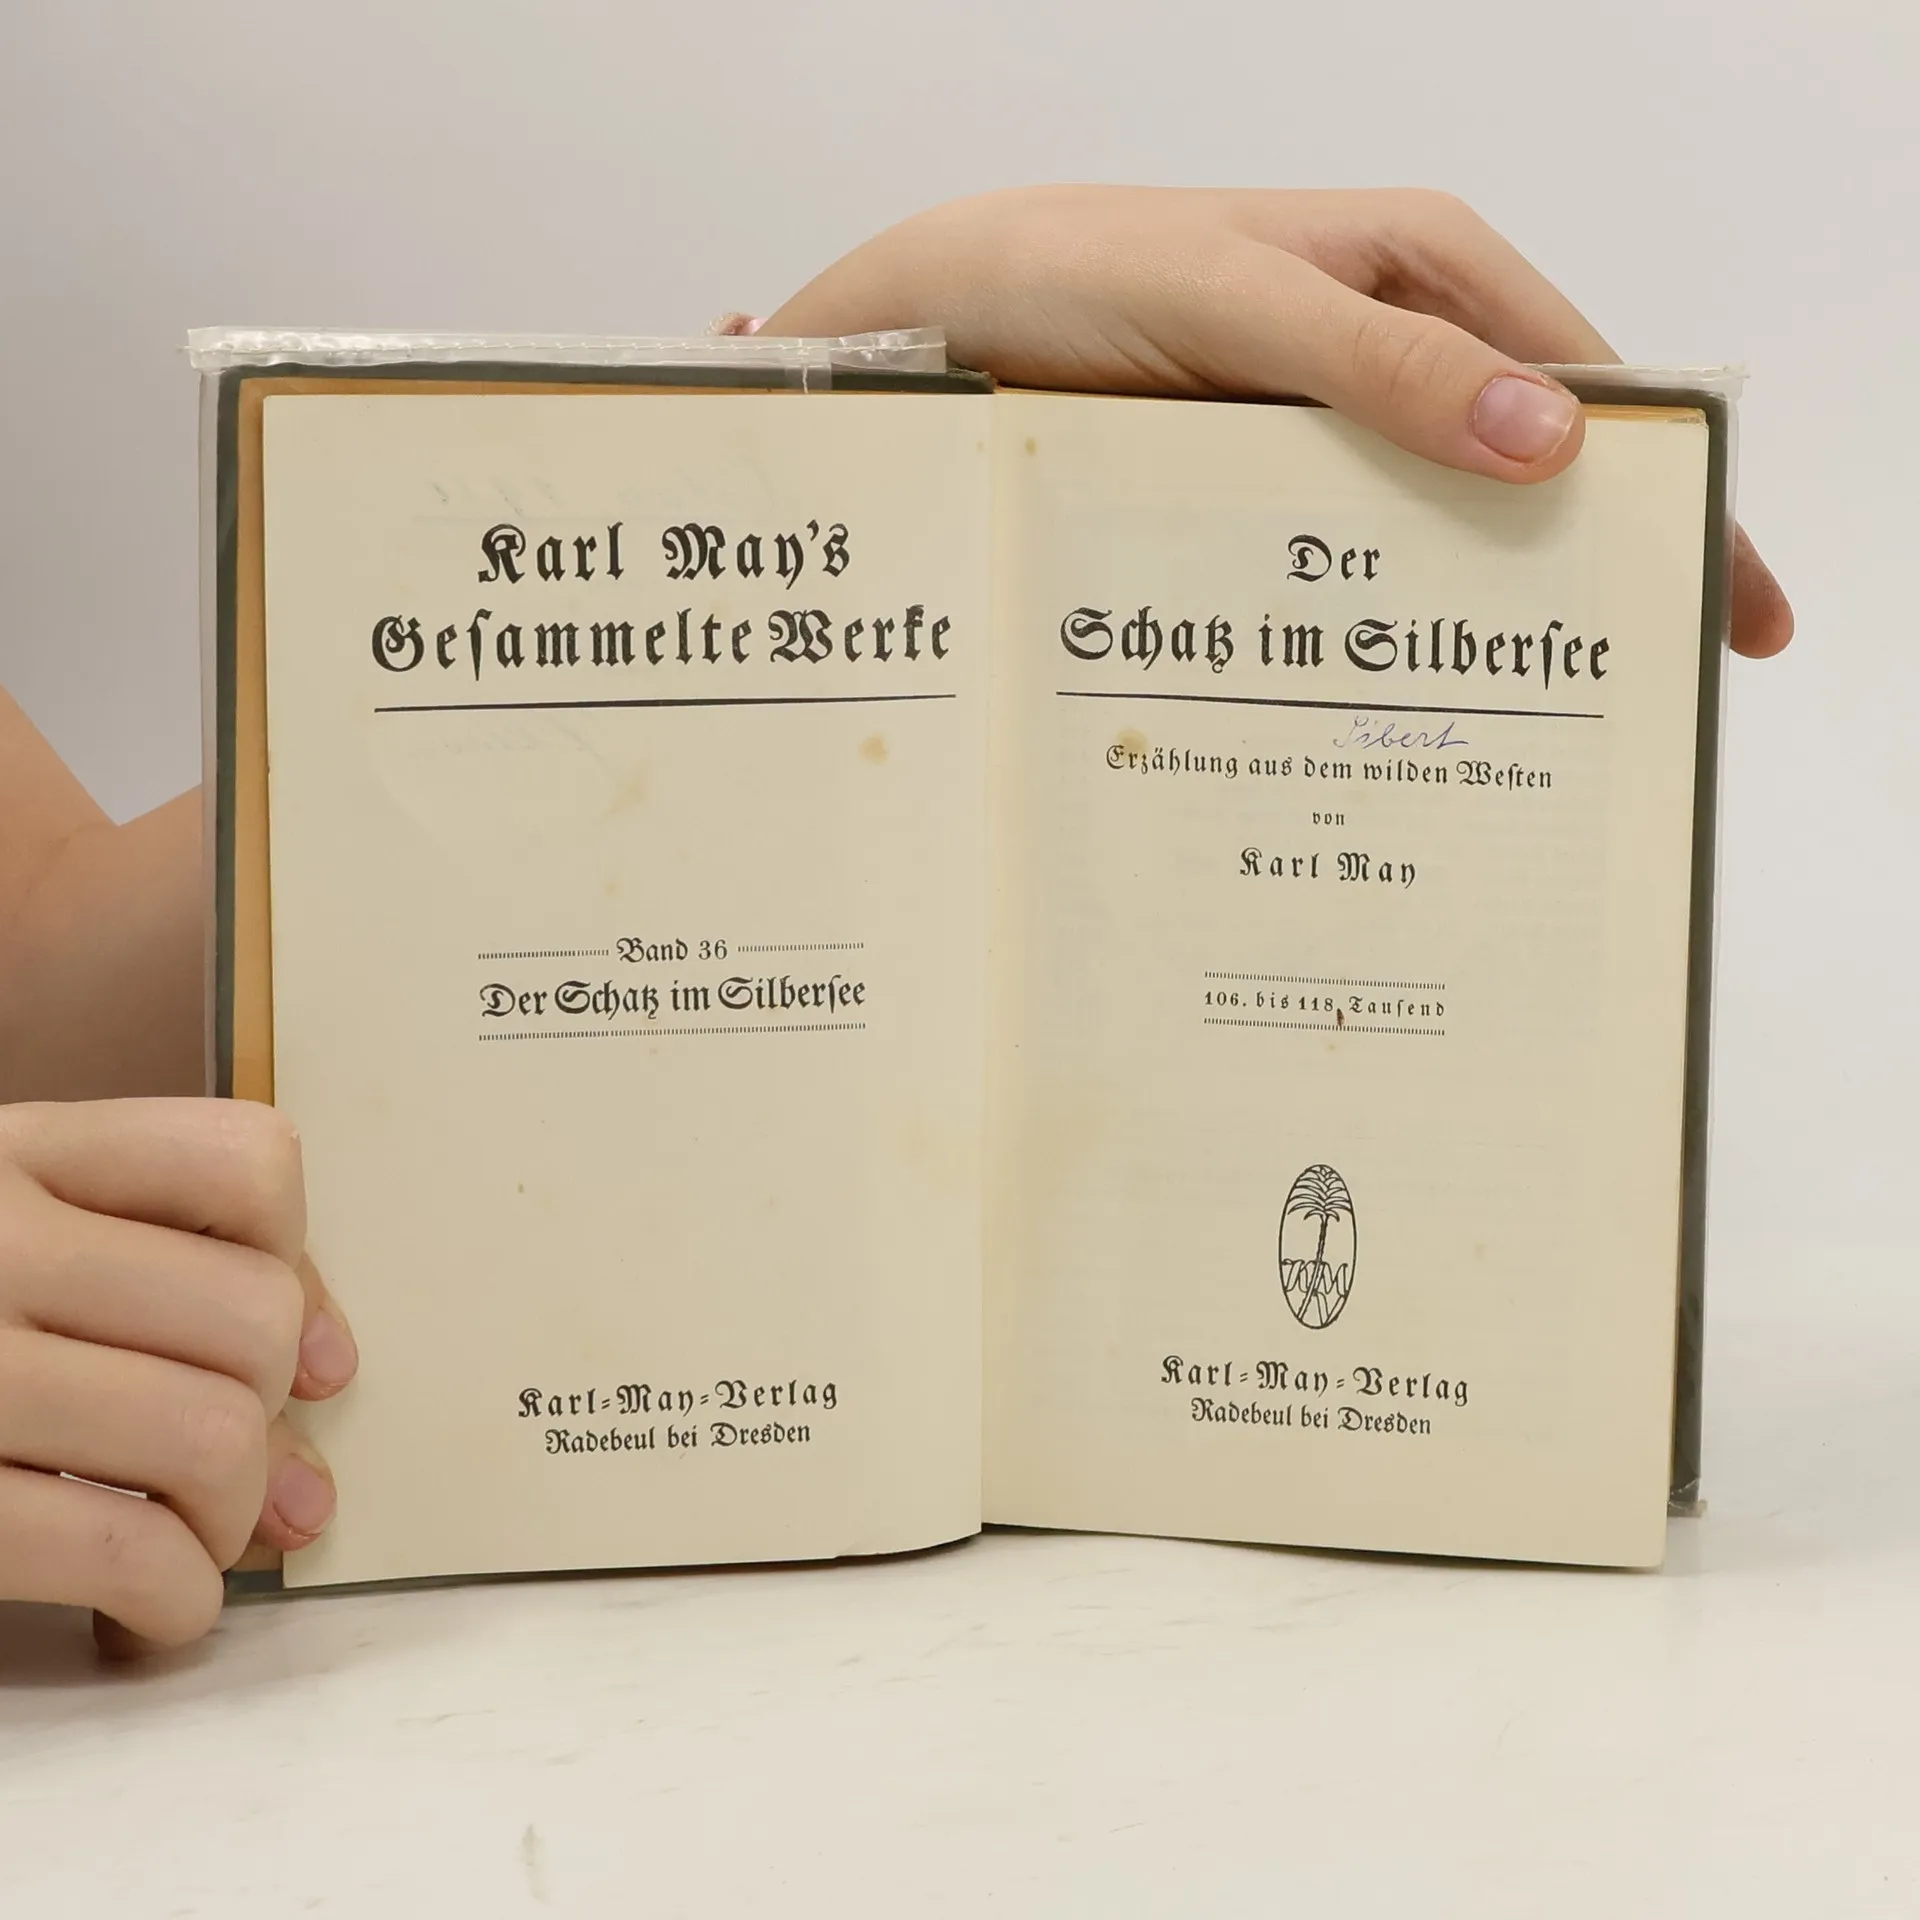 Karl May's
Gesammelte Werke
Band 36
Der Schatz im Silbersee
Karl=May=Verlag
Radebeul bei Dresden
Der
Schatz im Silbersee
Sibert
Erzählung aus dem wilden Westen
von
Karl May
106. bis 118. Tausend
KMV
Karl=May=Verlag
Radebeul bei Dresden